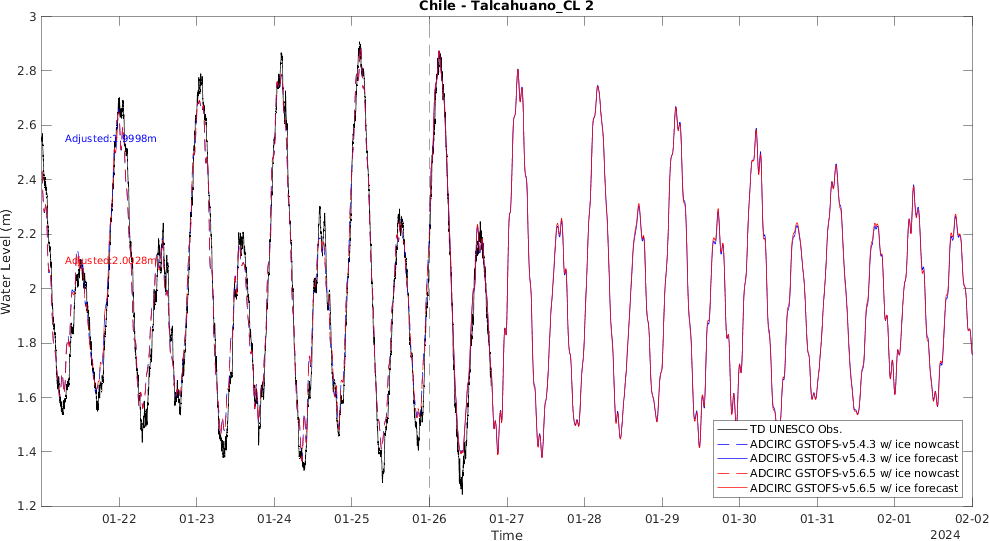 Chile - Talcahuano_CL 2
3
2.8
2.6
2.4
2.2
2
1.8
1.6
1.4
1.2
Water Level (m)
Adjusted:1.9998m
Adjusted:2.0028m
TD UNESCO Obs.
ADCIRC GSTOFS-v5.4.3 w/ ice nowcast
ADCIRC GSTOFS-v5.4.3 w/ ice forecast
ADCIRC GSTOFS-v5.6.5 w/ ice nowcast
ADCIRC GSTOFS-v5.6.5 w/ ice forecast
01-22 01-23 01-24 01-25 01-26 01-27 01-28 01-29 01-30 01-31 02-01 02-02
Time
2024